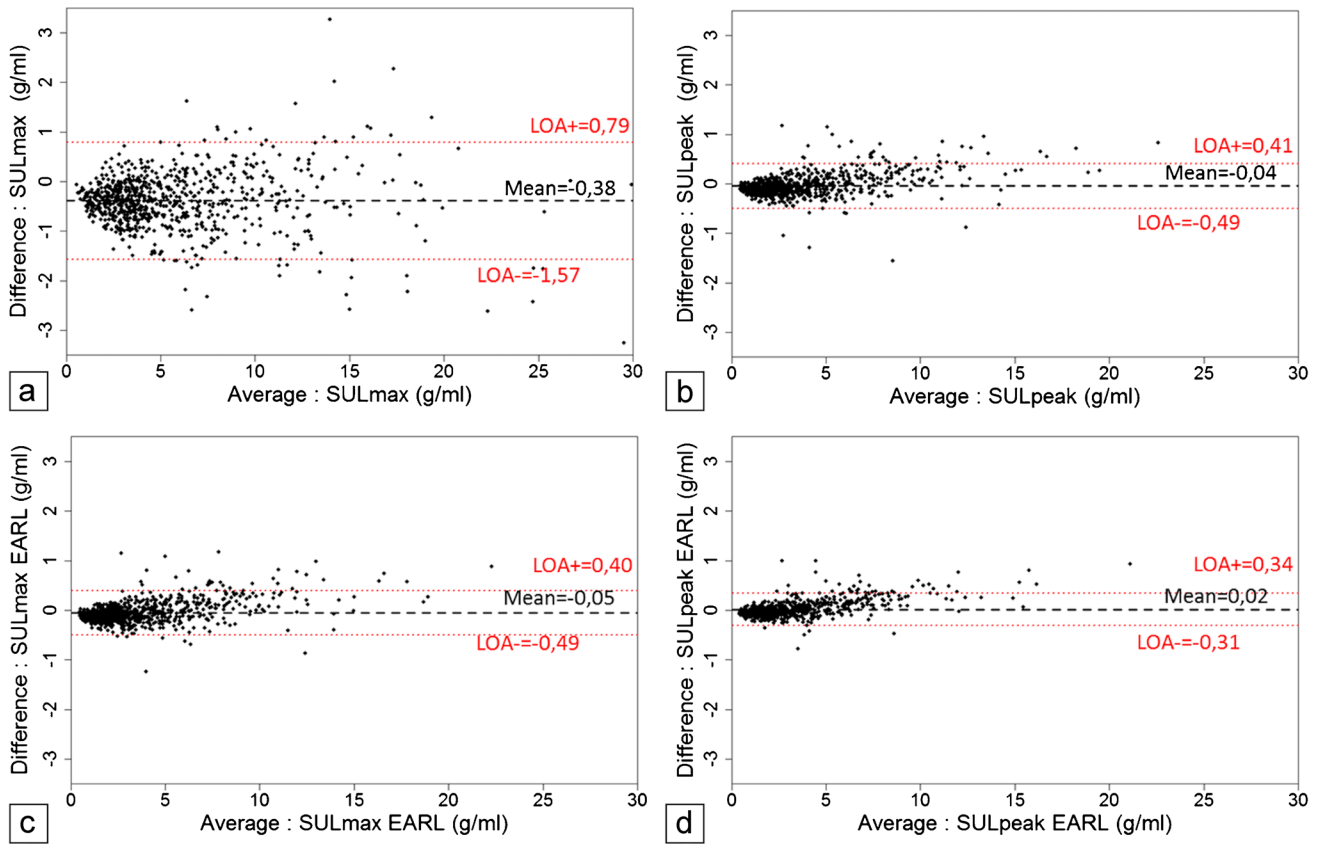 Difference : SULmax (g/ml)
3
2
1
0
-1
-2
-3
LOA+=0,79
Mean=-0,38
LOA-=-1,57
0 5 10 15 20 25 30
Average : SULmax (g/ml)
a
Difference : SULpeak (g/ml)
3
2
1
0
-1
-2
-3
LOA+=0,41
Mean=-0,04
LOA-=-0,49
0 5 10 15 20 25 30
Average : SULpeak (g/ml)
b
Difference : SULmax EARL (g/ml)
3
2
1
0
-1
-2
-3
LOA+=0,40
Mean=-0,05
LOA-=-0,49
0 5 10 15 20 25 30
Average : SULmax EARL (g/ml)
c
Difference : SULpeak EARL (g/ml)
3
2
1
0
-1
-2
-3
LOA+=0,34
Mean=0,02
LOA-=-0,31
0 5 10 15 20 25 30
Average : SULpeak EARL (g/ml)
d